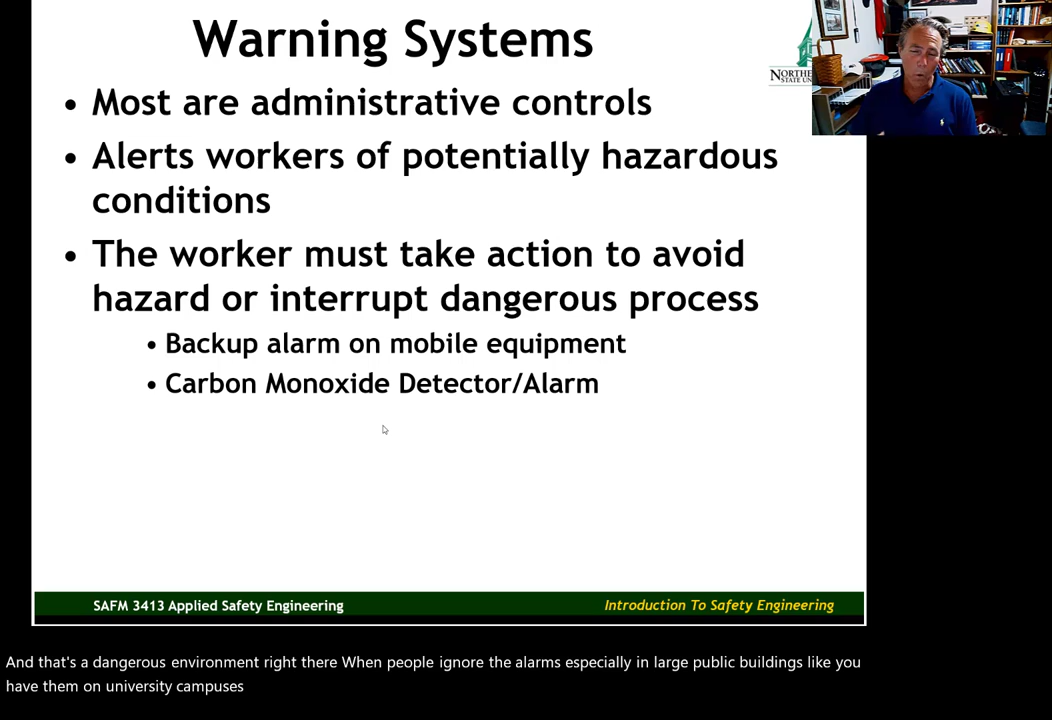 Warning Systems
NORTHE
STATE UN
• Most are administrative controls
• Alerts workers of potentially hazardous
conditions
• The worker must take action to avoid
hazard or interrupt dangerous process
• Backup alarm on mobile equipment
• Carbon Monoxide Detector/Alarm
SAFM 3413 Applied Safety Engineering
Introduction To Safety Engineering
And that's a dangerous environment right there When people ignore the alarms especially in large public buildings like you
have them on university campuses